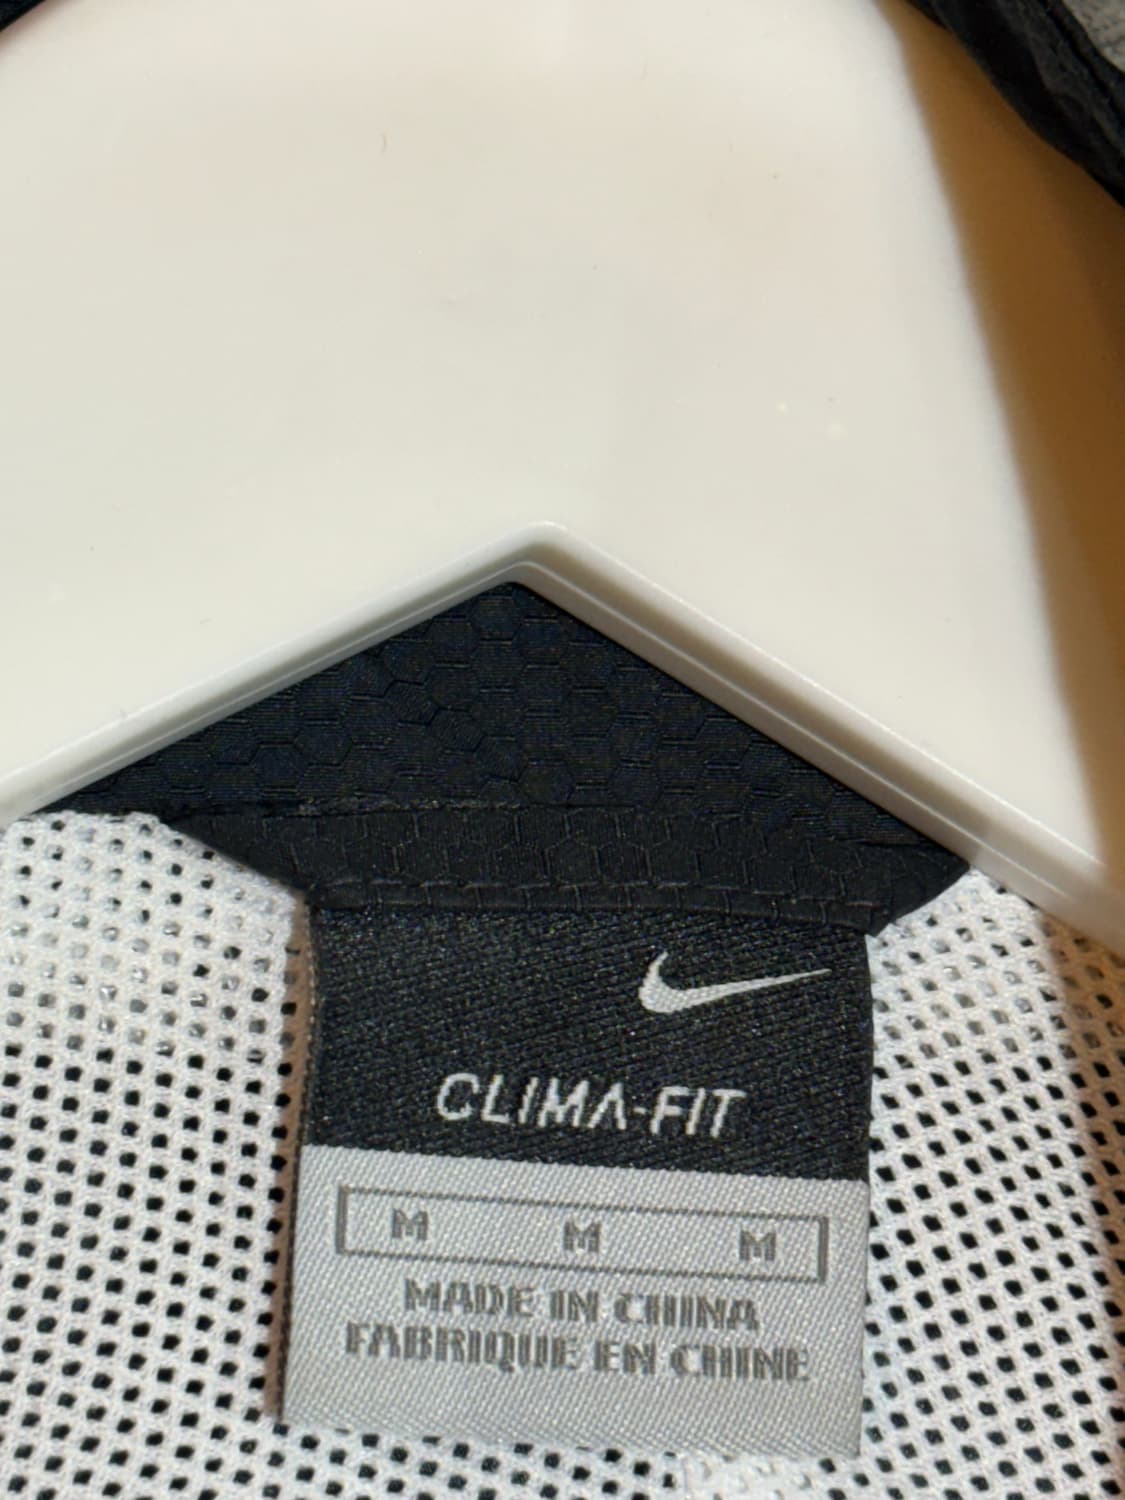 CLIMA-FIT
M M M
MADE IN CHINA
FABRIQUE EN CHINE